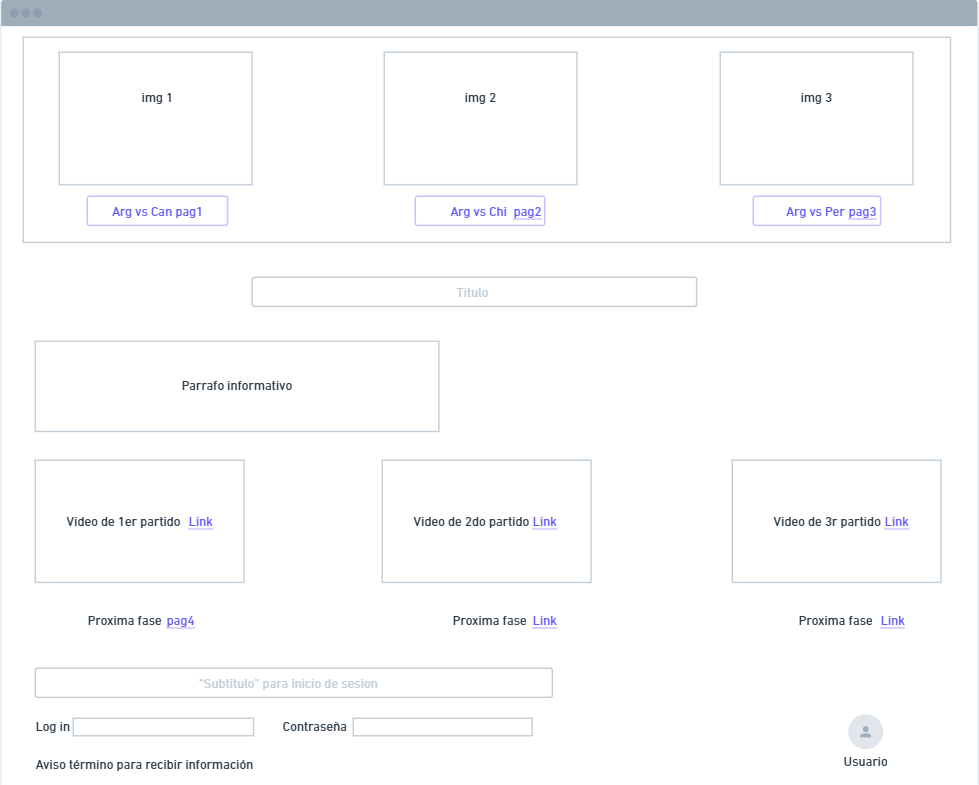 img 1
img 2
img 3
Arg vs Can pag1
Arg vs Chi pag2
Arg vs Per pag3
Titulo
Parrafo informativo
Video de 1er partido Link
Video de 2do partido Link
Video de 3r partido Link
Proxima fase pag4
Proxima fase Link
Proxima fase Link
“Subtitulo” para inicio de sesion
Log in
Contraseña
Usuario
Aviso término para recibir información